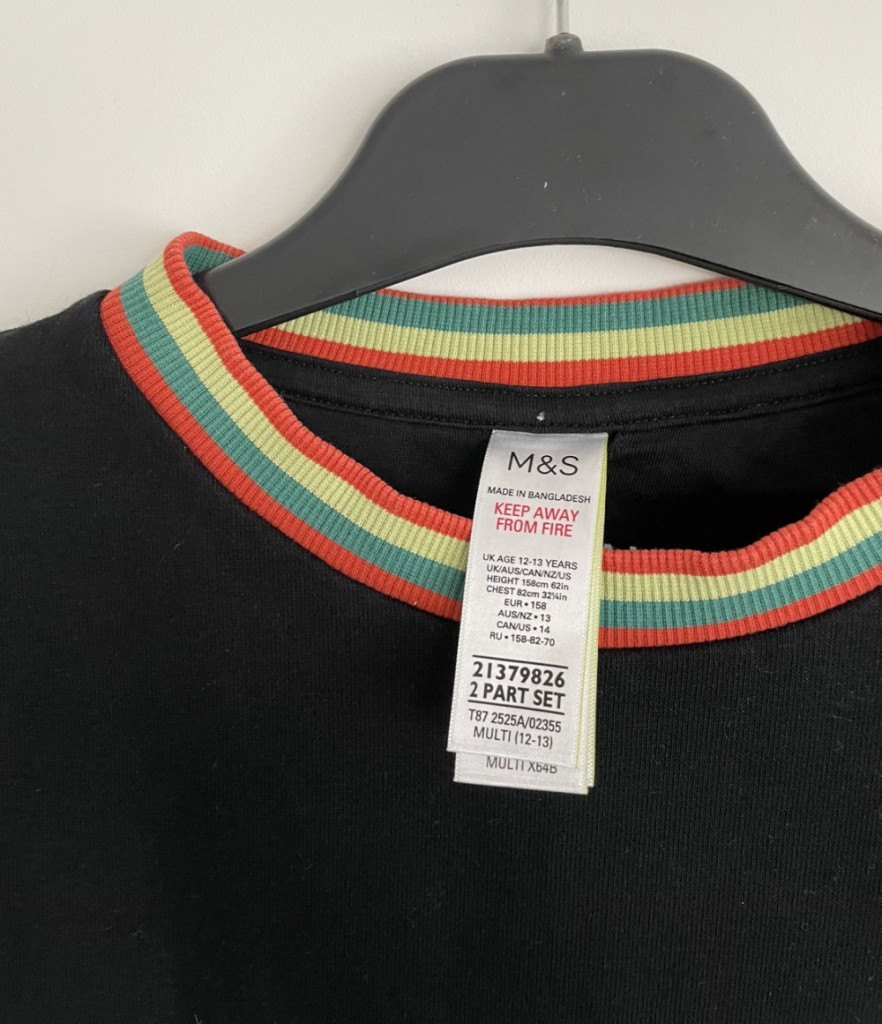 M&S
MADE IN BANGLADESH
KEEP AWAY
FROM FIRE
UK AGE 12-13 YEARS
UK/AUS/CAN/NZ/US
HEIGHT 158cm 62in
CHEST 82cm 32¼in
EUR • 158
AUS/NZ • 13
CAN/US • 14
RU • 158-82-70
21379826
2 PART SET
T87 2525A/02355
MULTI (12-13)
MULTI X64B